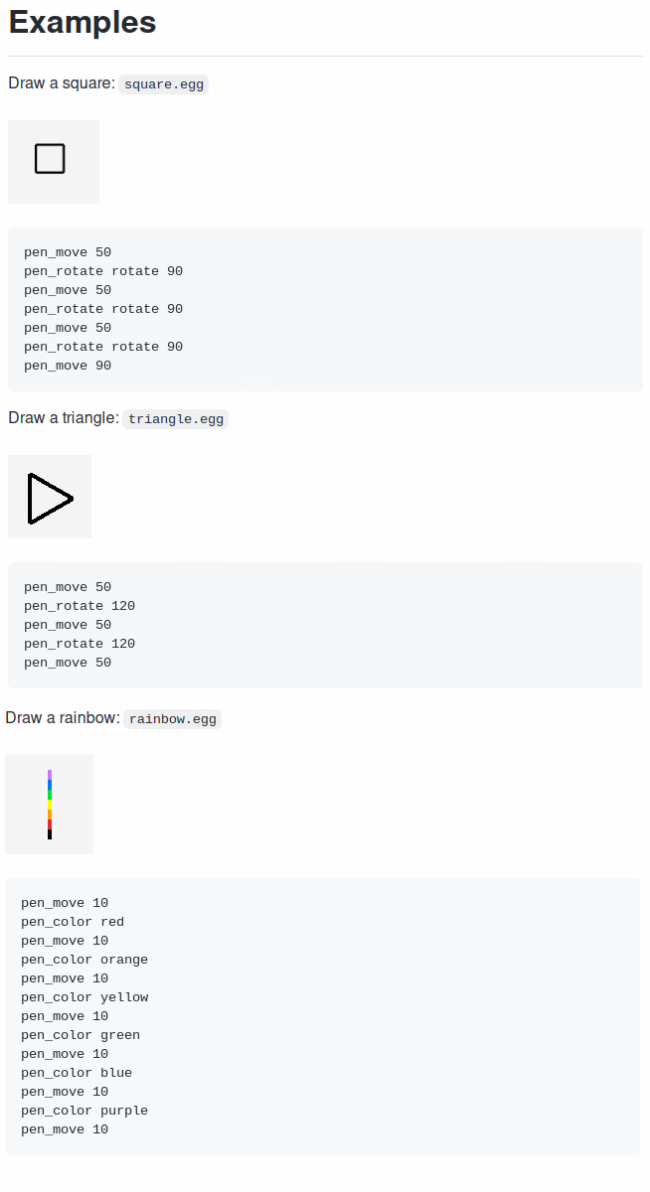 Examples
Draw a square: square.egg
pen_move 50
pen_rotate rotate 90
pen_move 50
pen_rotate rotate 90
pen_move 50
pen_rotate rotate 90
pen_move 90
Draw a triangle: triangle.egg
pen_move 50
pen_rotate 120
pen_move 50
pen_rotate 120
pen_move 50
Draw a rainbow: rainbow.egg
pen_move 10
pen_color red
pen_move 10
pen_color orange
pen_move 10
pen_color yellow
pen_move 10
pen_color green
pen_move 10
pen_color blue
pen_move 10
pen_color purple
pen_move 10